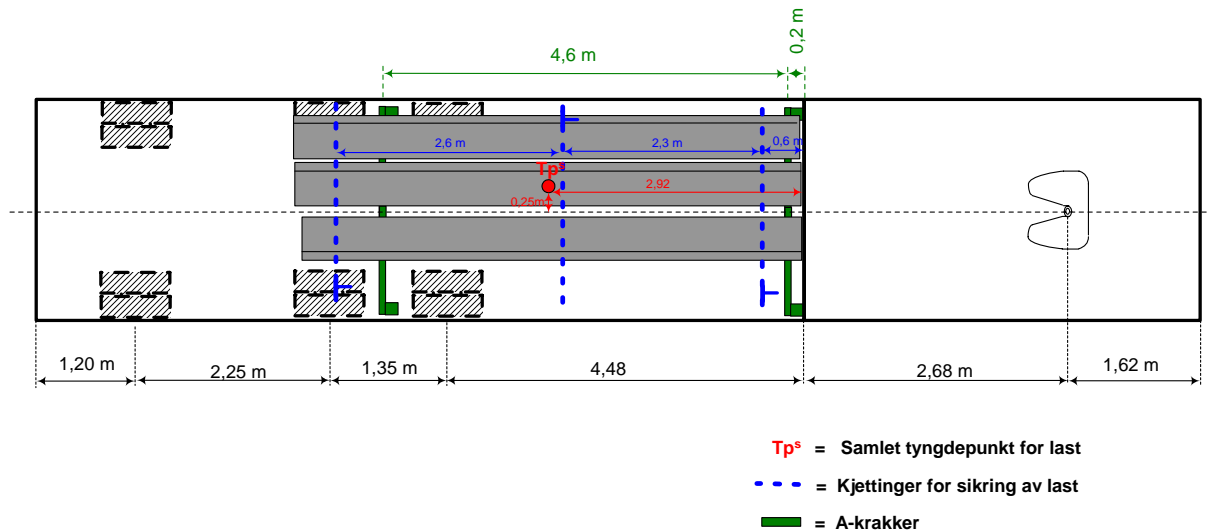 0,2 m
4,6 m
2,6 m
2,3 m
0,6 m
Tpˢ
2,92
0,25m
1,20 m
2,25 m
1,35 m
4,48
2,68 m
1,62 m
Tpˢ = Samlet tyngdepunkt for last
= Kjettinger for sikring av last
= A-krakker